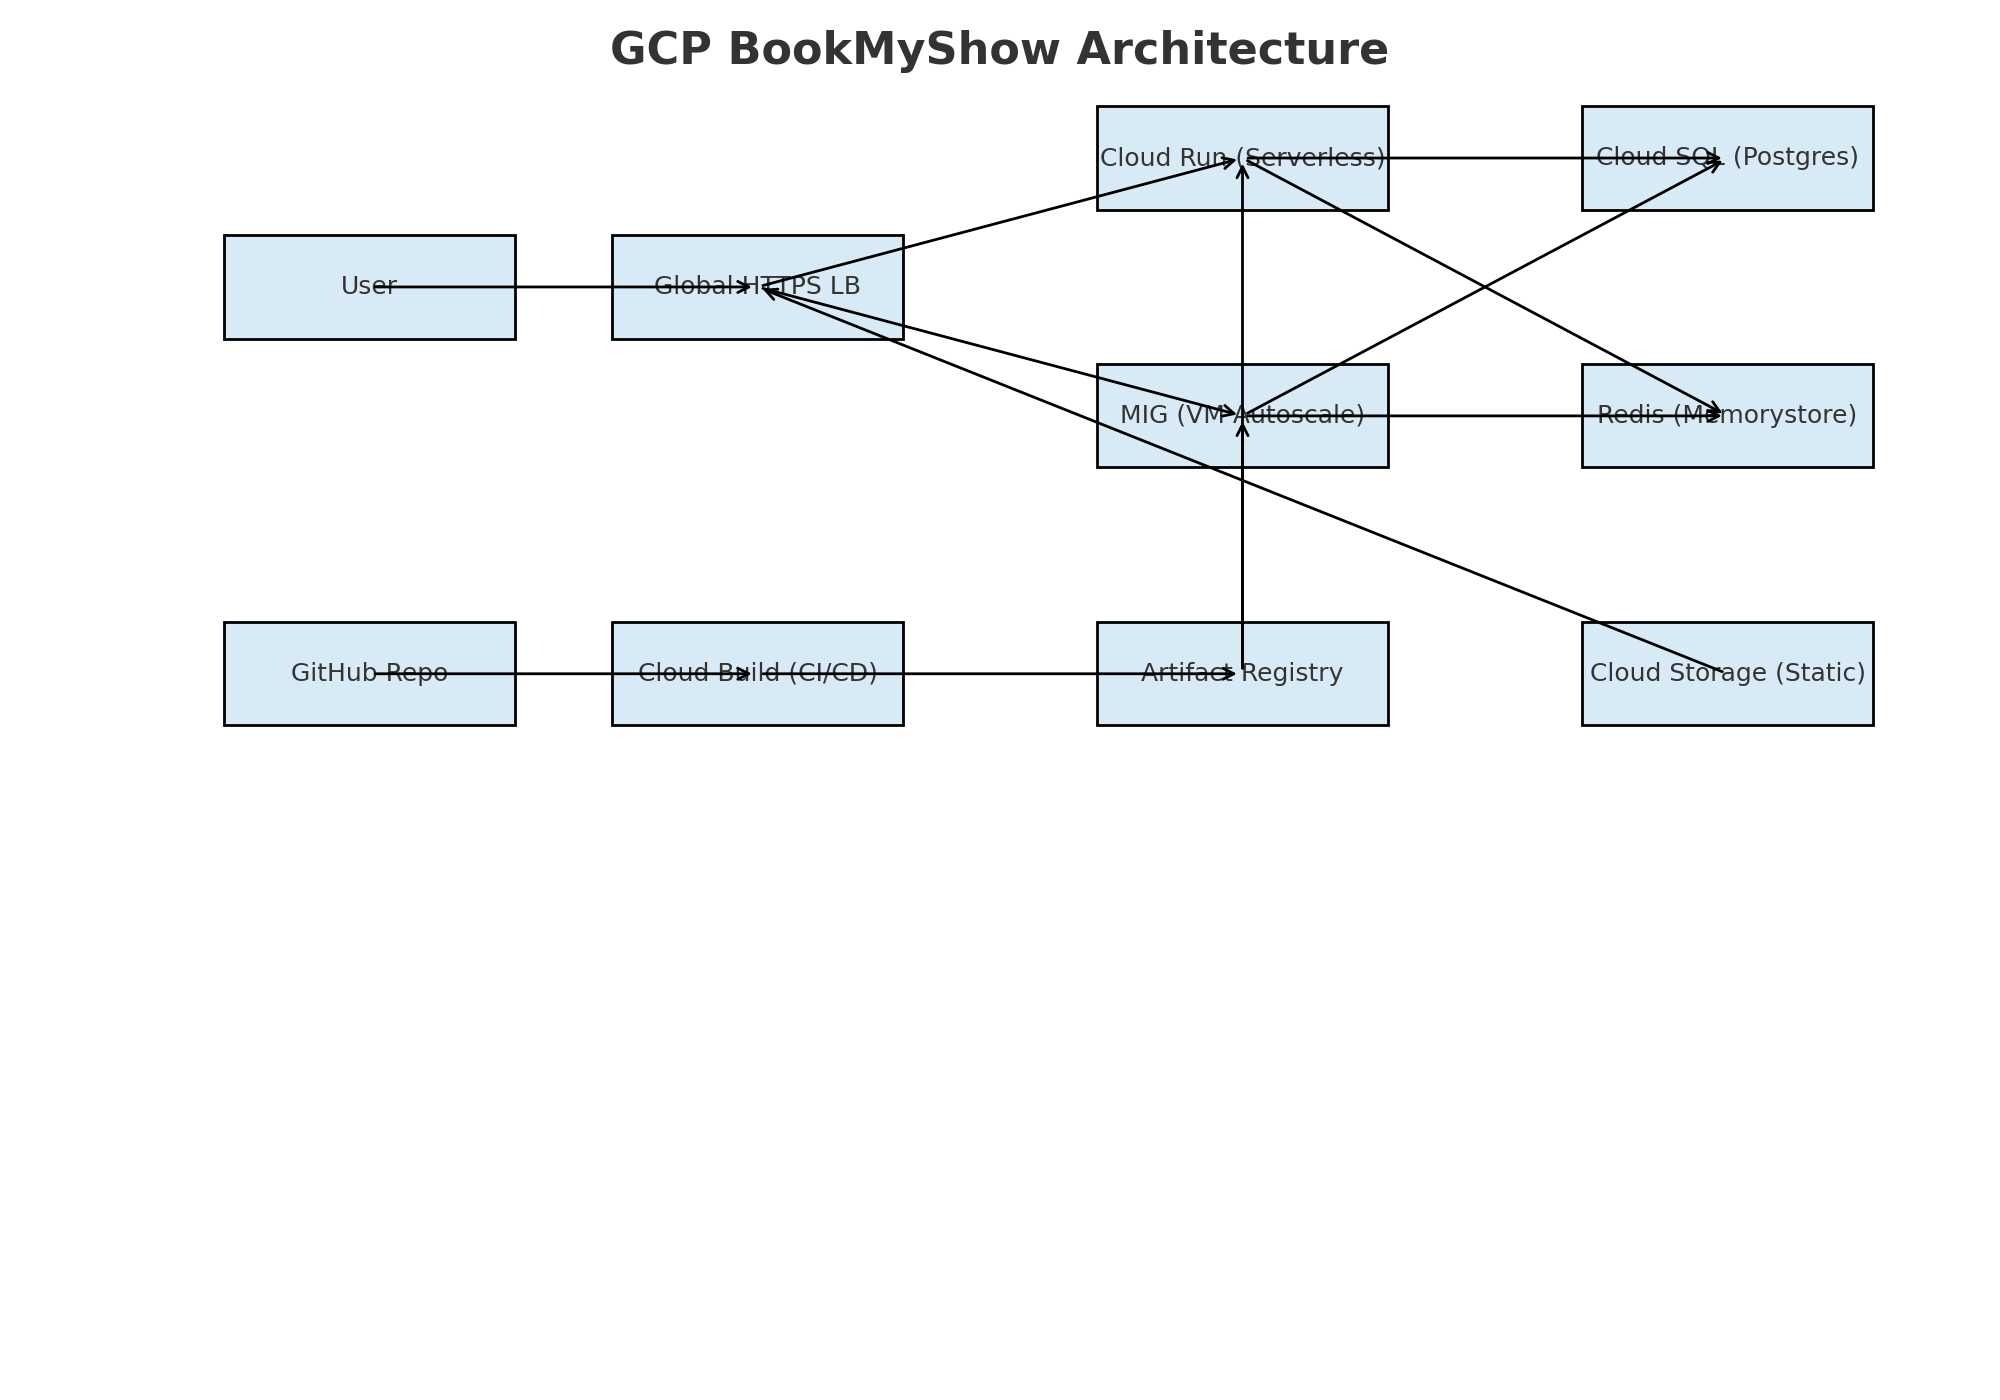 GCP BookMyShow Architecture
Cloud Run (Serverless)
Cloud SQL (Postgres)
User
Global HTTPS LB
MIG (VM Autoscale)
Redis (Memorystore)
GitHub Repo
Cloud Build (CI/CD)
Artifact Registry
Cloud Storage (Static)